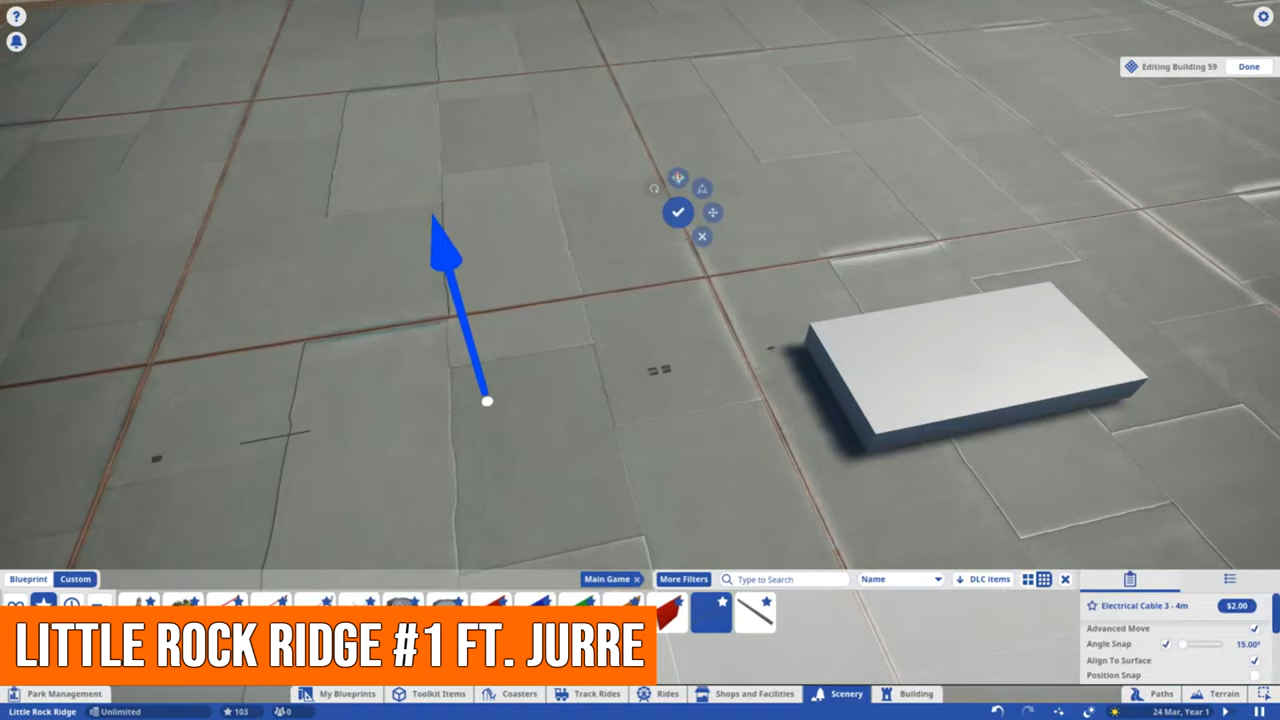 ?
Editing Building 59 Done
Blueprint Custom Main Game × More Filters Type to Search Name DLC items
Electrical Cable 3 - 4m $2.00
Advanced Move
Angle Snap 15.00°
Align To Surface
Position Snap
LITTLE ROCK RIDGE #1 FT. JURRE
Park Management My Blueprints Toolkit Items Coasters Track Rides Rides Shops and Facilities Scenery Building Paths Terrain
Little Rock Ridge Unlimited 103 0 24 Mar, Year 1